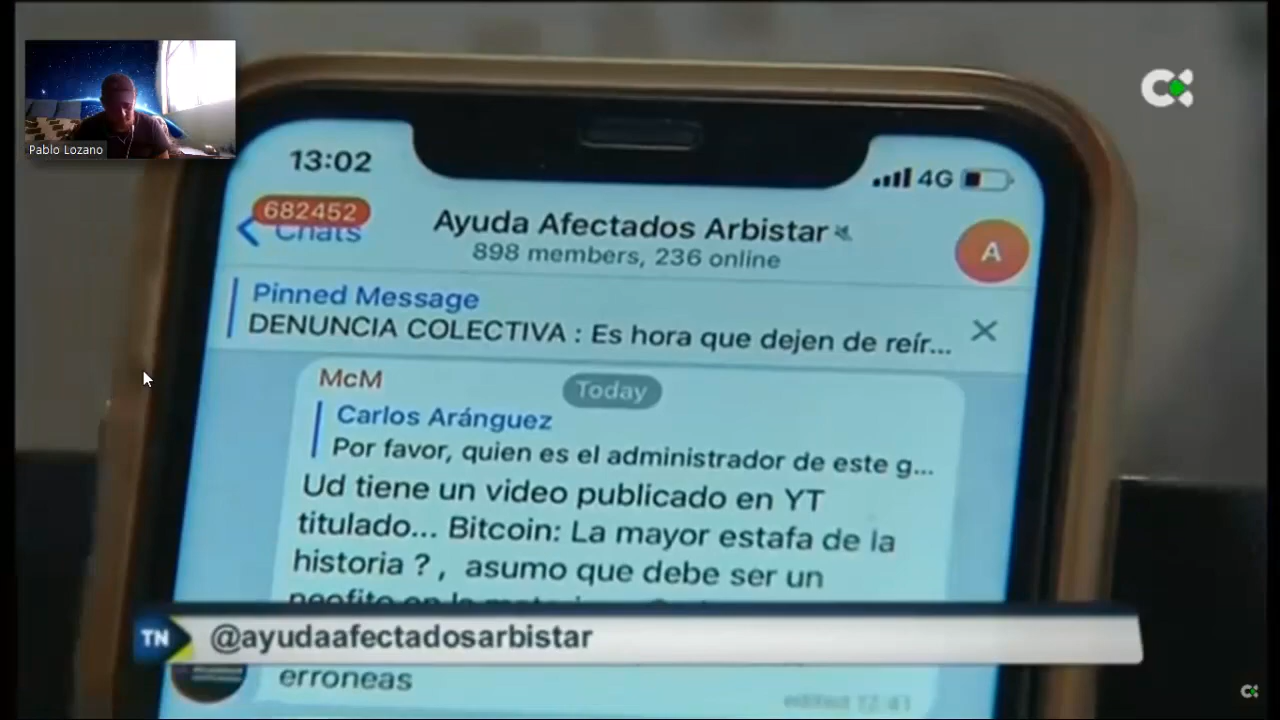 Pablo Lozano
13:02
4G
682452
Chats
Ayuda Afectados Arbistar
898 members, 236 online
A
Pinned Message
DENUNCIA COLECTIVA : Es hora que dejen de reír...
McM
Today
Carlos Aránguez
Por favor, quien es el administrador de este g...
Ud tiene un video publicado en YT
titulado... Bitcoin: La mayor estafa de la
historia ? , asumo que debe ser un
TN
@ayudaafectadosarbistar
erroneas
edited 12:41